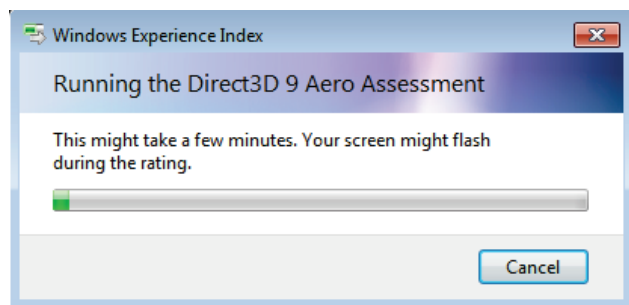 Windows Experience Index
Running the Direct3D 9 Aero Assessment
This might take a few minutes. Your screen might flash
during the rating.
Cancel